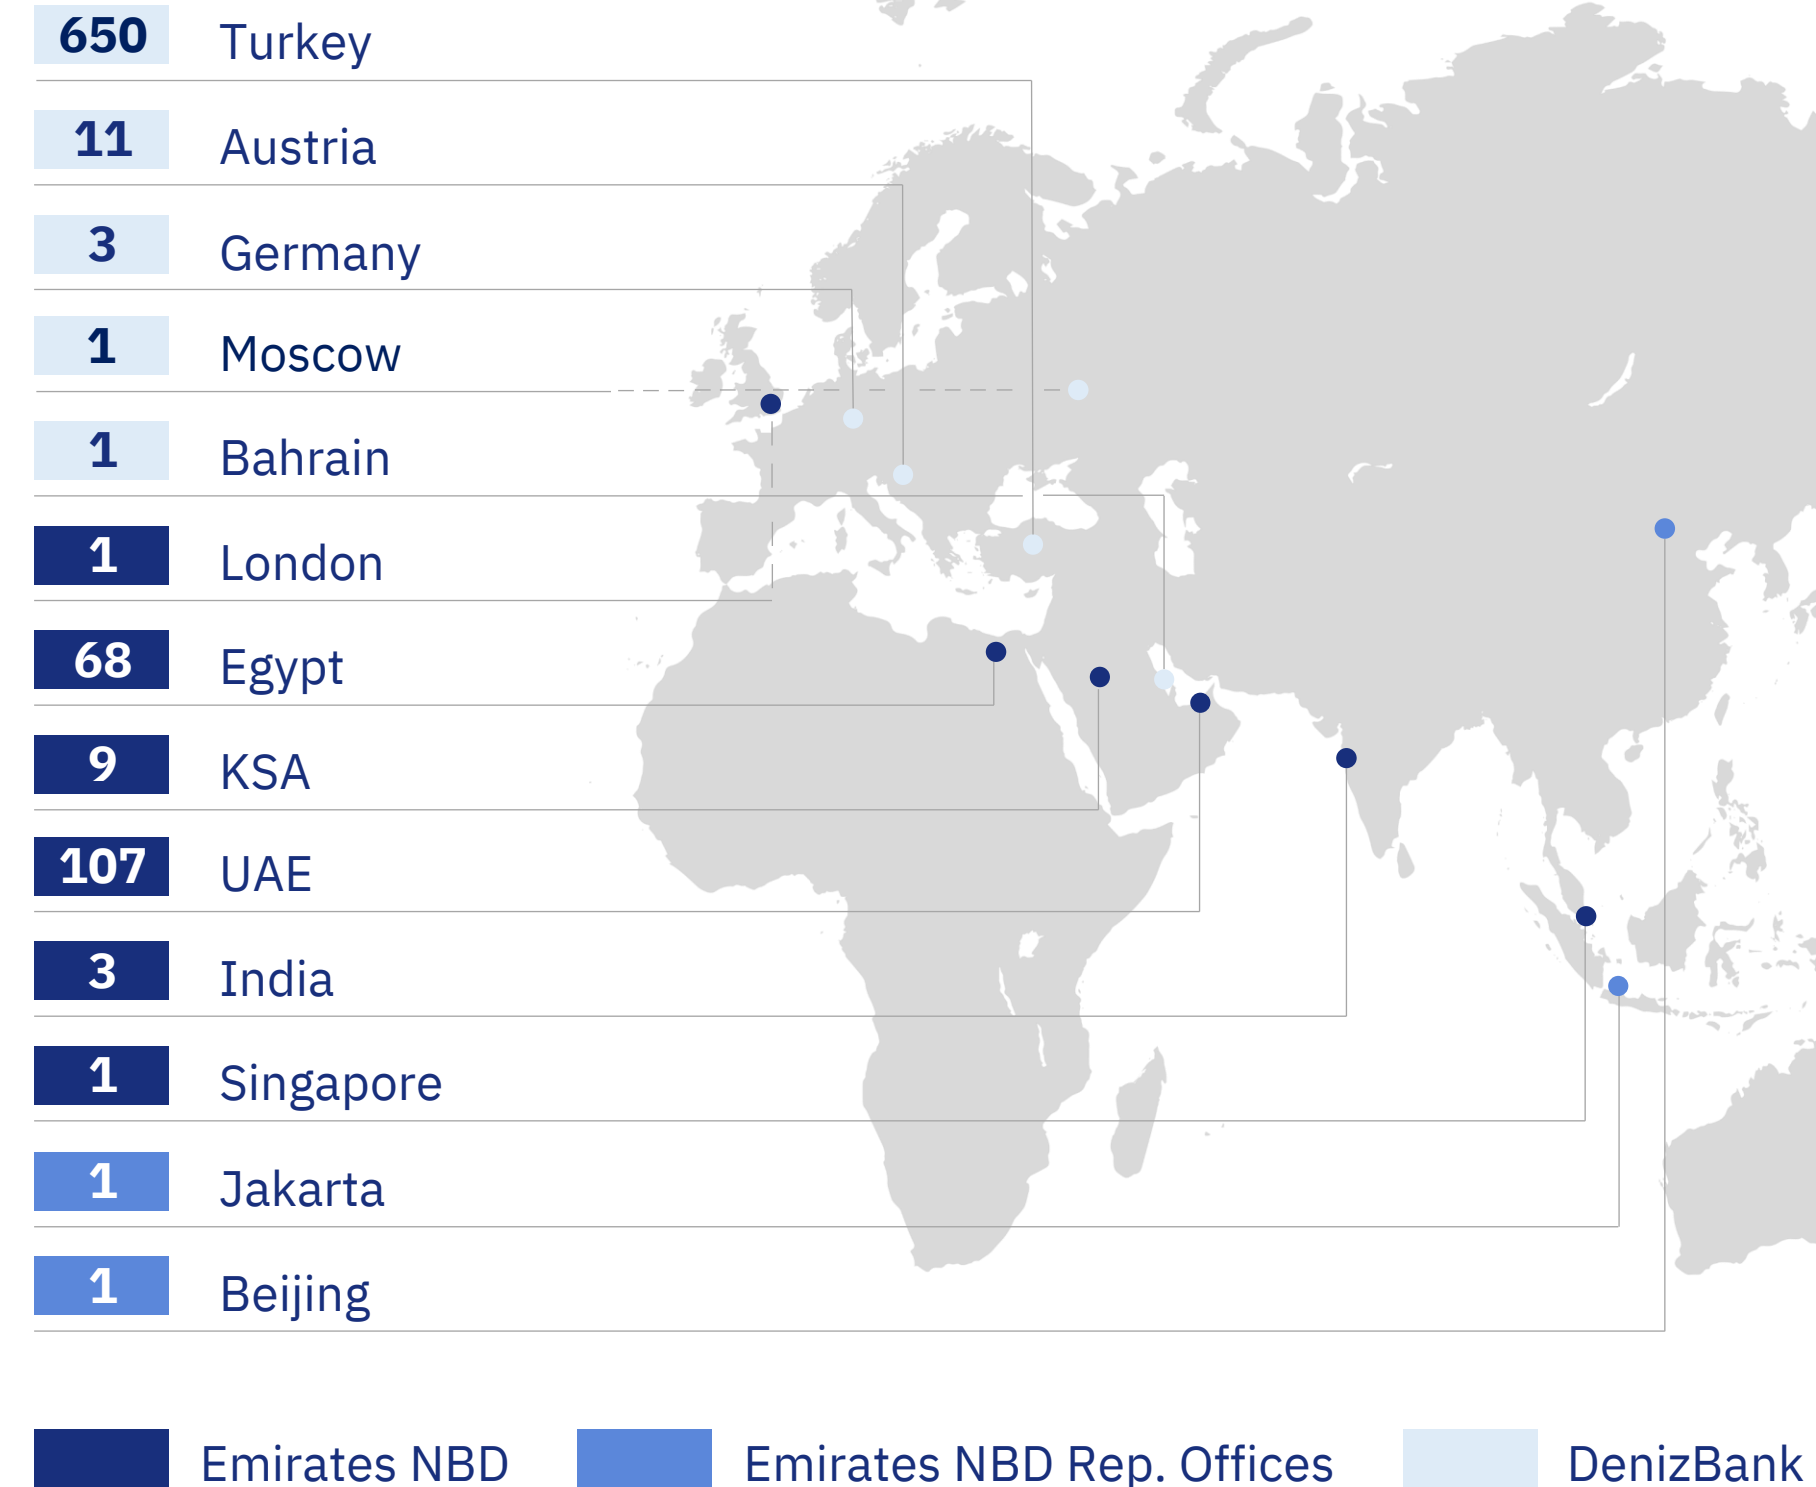 650 Turkey
11 Austria
3 Germany
1 Moscow
1 Bahrain
1 London
68 Egypt
9 KSA
107 UAE
3 India
1 Singapore
1 Jakarta
1 Beijing
Emirates NBD Emirates NBD Rep. Offices DenizBank